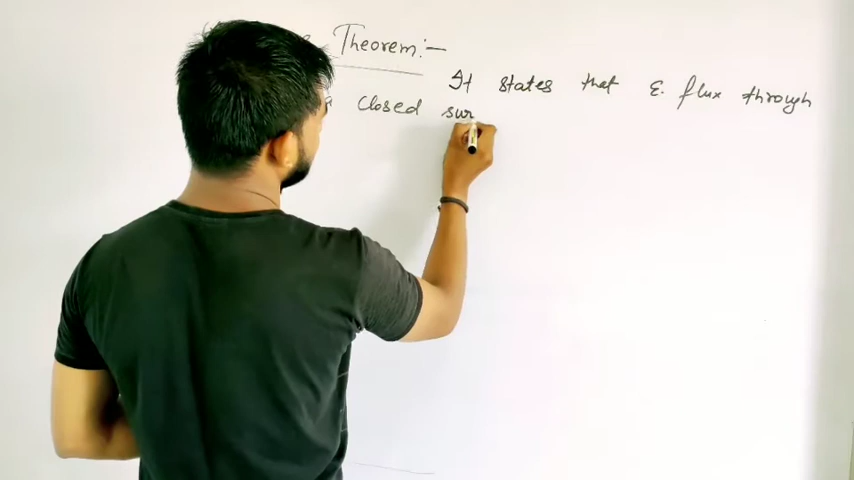 Theorem:-
It states that E. flux through
a closed sur